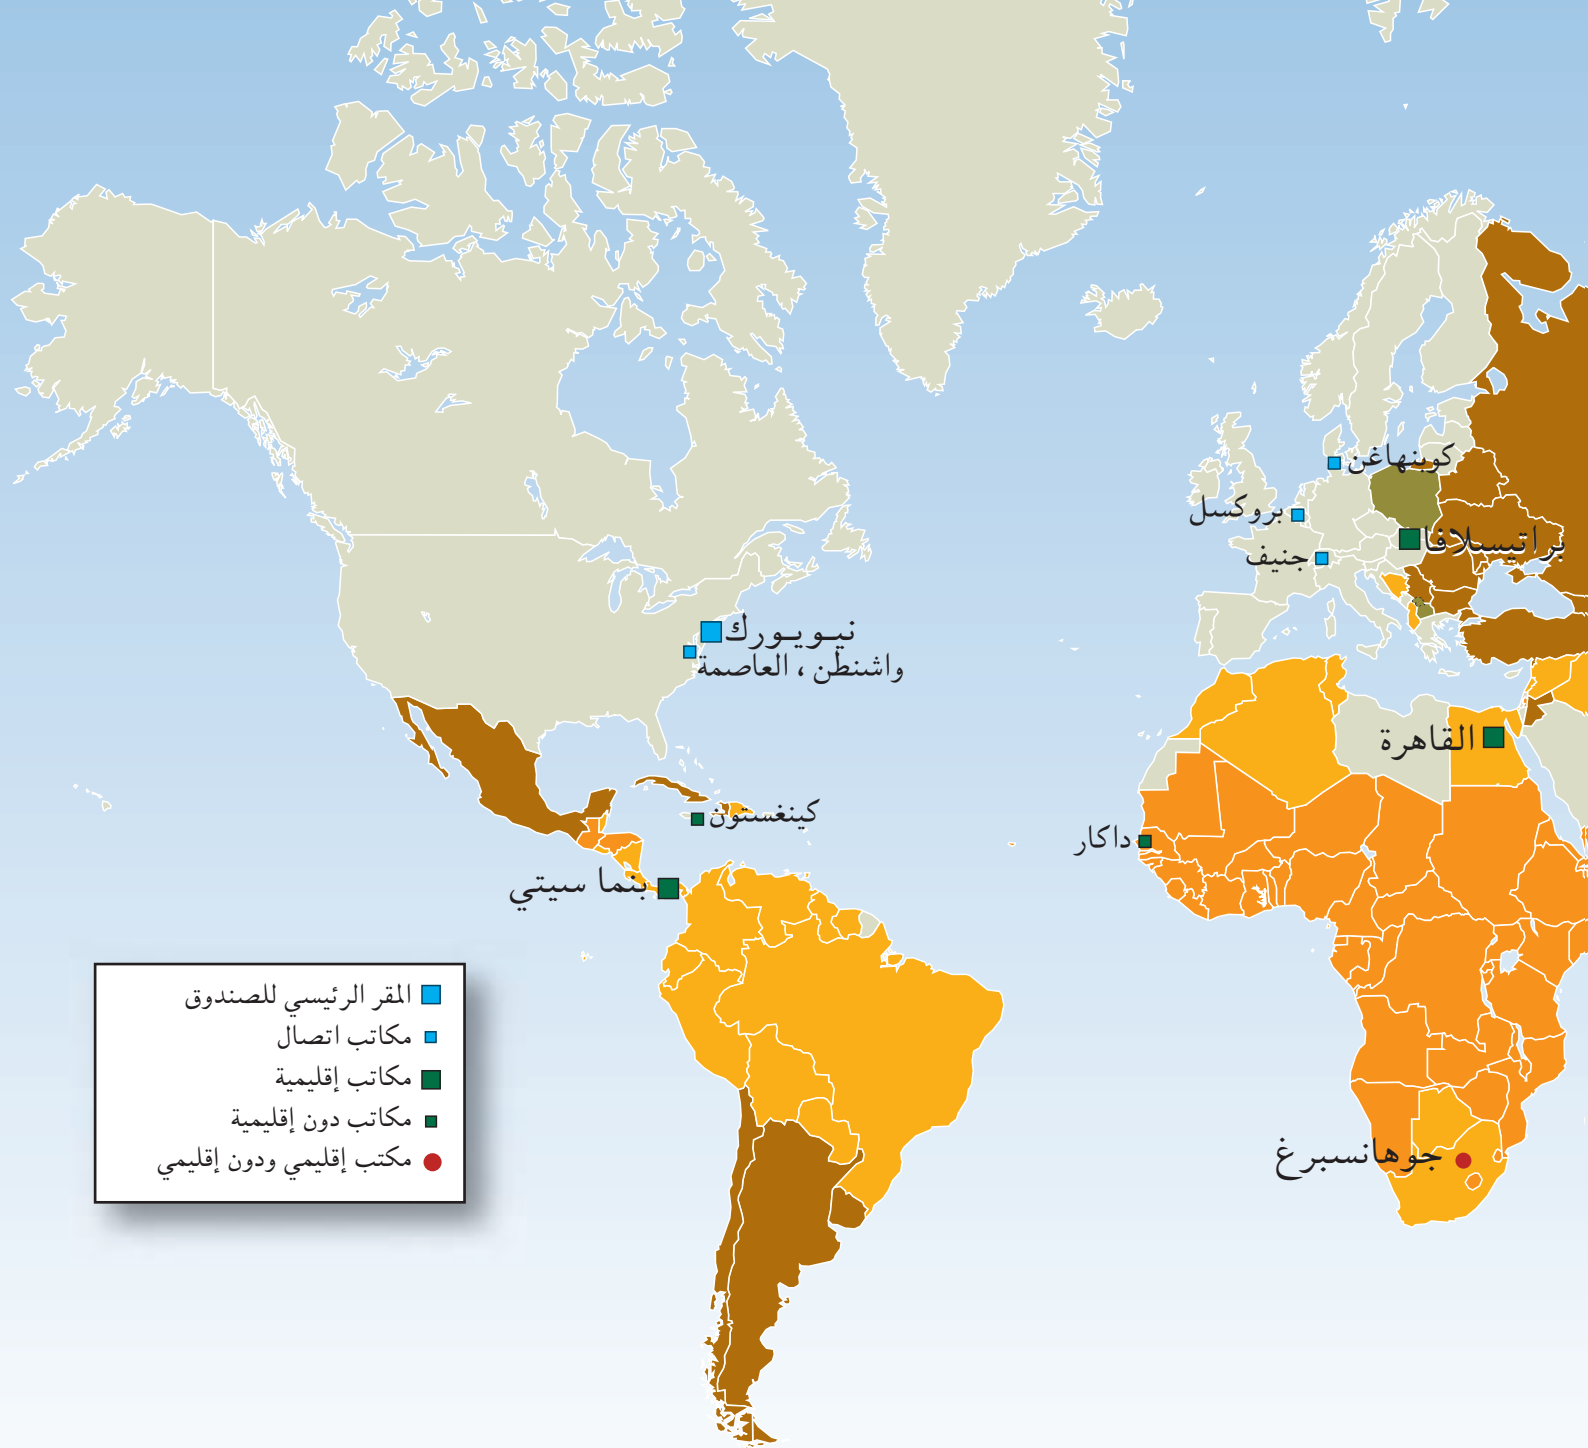 كوبنهاغن
بروكسل
براتيسلافا
جنيف
نيويورك
واشنطن ، العاصمة
القاهرة
كينغستون
داكار
بنما سيتي
المقر الرئيسي للصندوق
مكاتب اتصال
مكاتب إقليمية
مكاتب دون إقليمية
مكتب إقليمي ودون إقليمي
جوهانسبرغ